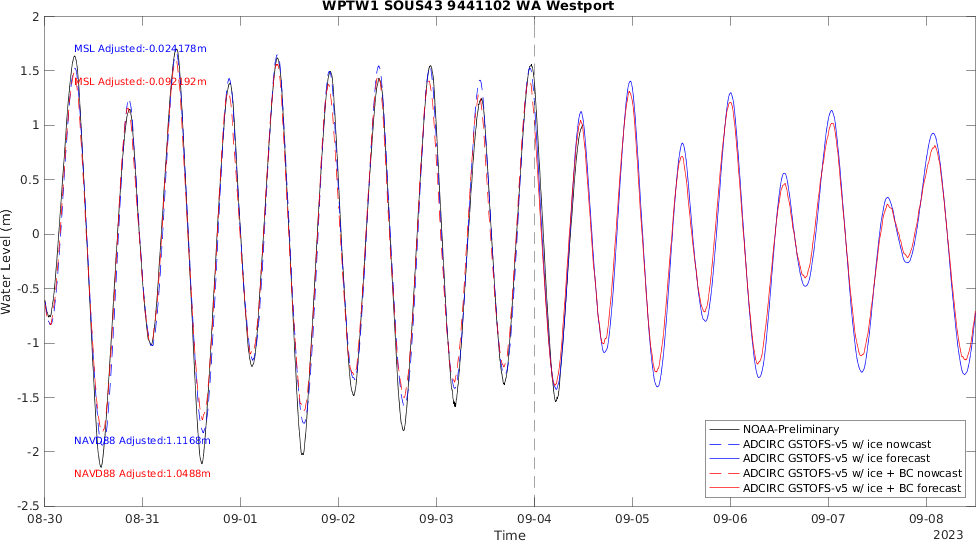 WPTW1 SOUS43 9441102 WA Westport
Water Level (m)
2
1.5
1
0.5
0
-0.5
-1
-1.5
-2
-2.5
MSL Adjusted:-0.024178m
MSL Adjusted:-0.092192m
NAVD88 Adjusted:1.1168m
NAVD88 Adjusted:1.0488m
NOAA-Preliminary
ADCIRC GSTOFS-v5 w/ ice nowcast
ADCIRC GSTOFS-v5 w/ ice forecast
ADCIRC GSTOFS-v5 w/ ice + BC nowcast
ADCIRC GSTOFS-v5 w/ ice + BC forecast
08-30 08-31 09-01 09-02 09-03 09-04 09-05 09-06 09-07 09-08
Time
2023